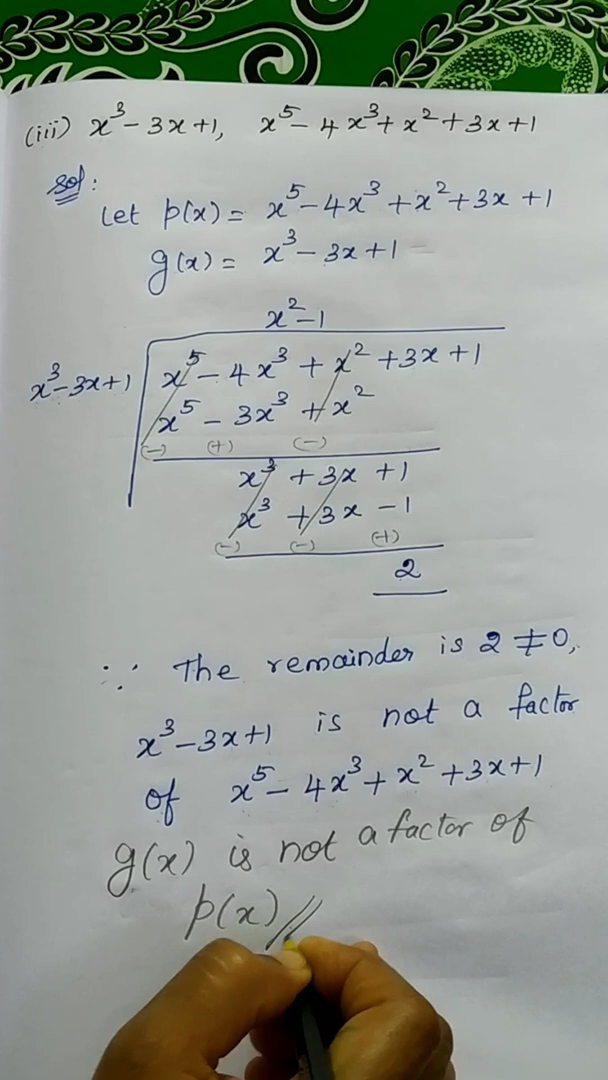 (iii) x³ - 3x + 1, x⁵ - 4x³ + x² + 3x + 1
Sol:
Let p(x) = x⁵ - 4x³ + x² + 3x + 1
g(x) = x³ - 3x + 1
x² - 1
x³ - 3x + 1 x⁵ - 4x³ + x² + 3x + 1
x⁵ - 3x³ + x²
(-) (+) (-)
x³ + 3x + 1
x³ + 3x - 1
(-) (-) (+)
2
∵ The remainder is 2 ≠ 0,
x³ - 3x + 1 is not a factor
of x⁵ - 4x³ + x² + 3x + 1
g(x) is not a factor of
p(x) //